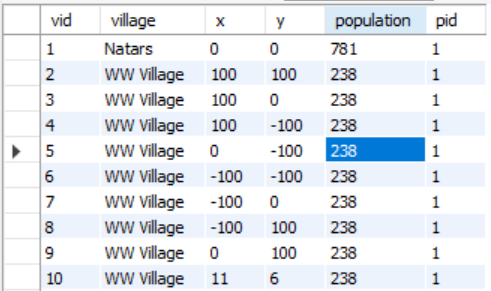 vid village x y population pid
1 Natars 0 0 781 1
2 WW Village 100 100 238 1
3 WW Village 100 0 238 1
4 WW Village 100 -100 238 1
5 WW Village 0 -100 238 1
6 WW Village -100 -100 238 1
7 WW Village -100 0 238 1
8 WW Village -100 100 238 1
9 WW Village 0 100 238 1
10 WW Village 11 6 238 1